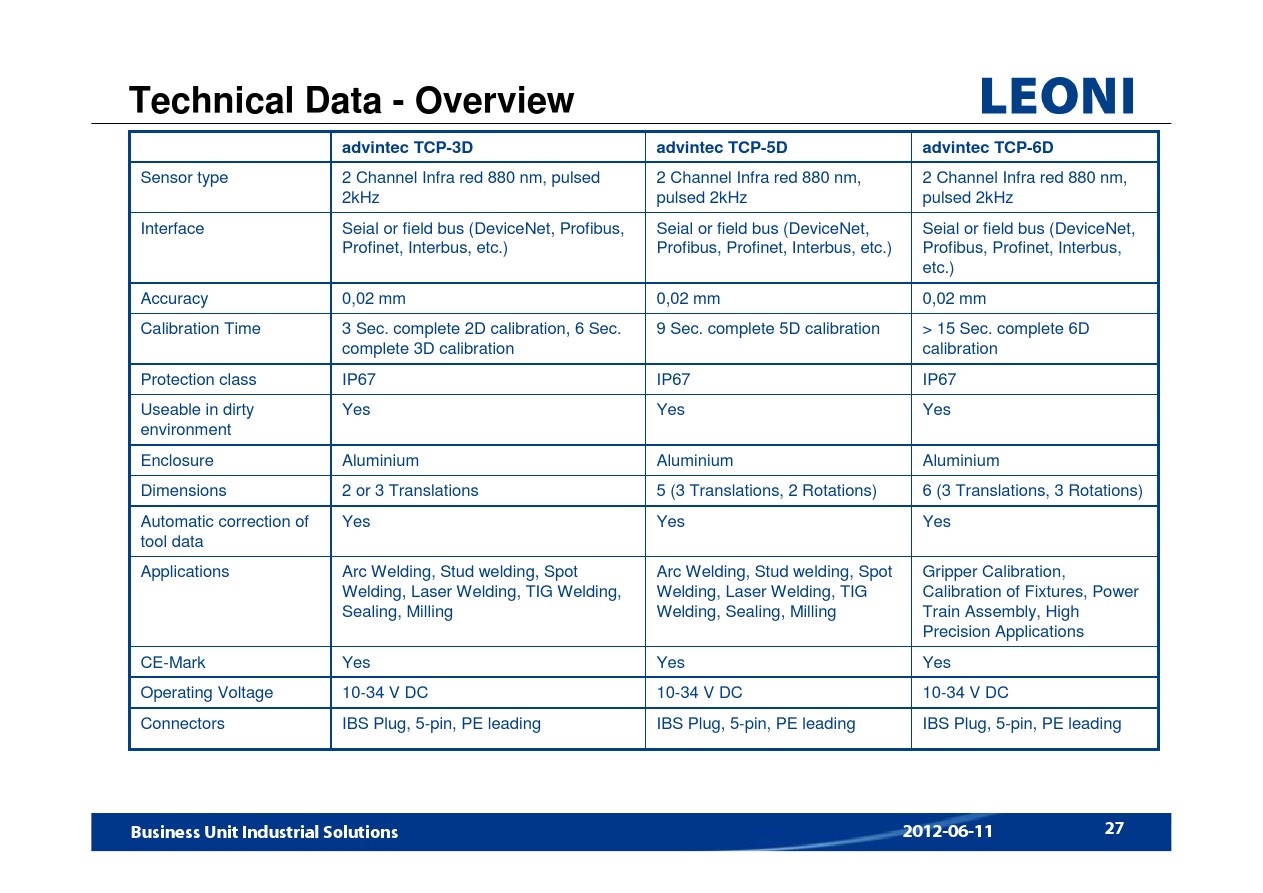 Technical Data - Overview
LEONI
advintec TCP-3D
advintec TCP-5D
advintec TCP-6D
Sensor type
2 Channel Infra red 880 nm, pulsed
2kHz
2 Channel Infra red 880 nm,
pulsed 2kHz
2 Channel Infra red 880 nm,
pulsed 2kHz
Interface
Seial or field bus (DeviceNet, Profibus,
Profinet, Interbus, etc.)
Seial or field bus (DeviceNet,
Profibus, Profinet, Interbus, etc.)
Seial or field bus (DeviceNet,
Profibus, Profinet, Interbus,
etc.)
Accuracy
0,02 mm
0,02 mm
0,02 mm
Calibration Time
3 Sec. complete 2D calibration, 6 Sec.
complete 3D calibration
9 Sec. complete 5D calibration
> 15 Sec. complete 6D
calibration
Protection class
IP67
IP67
IP67
Useable in dirty
environment
Yes
Yes
Yes
Enclosure
Aluminium
Aluminium
Aluminium
Dimensions
2 or 3 Translations
5 (3 Translations, 2 Rotations)
6 (3 Translations, 3 Rotations)
Automatic correction of
tool data
Yes
Yes
Yes
Applications
Arc Welding, Stud welding, Spot
Welding, Laser Welding, TIG Welding,
Sealing, Milling
Arc Welding, Stud welding, Spot
Welding, Laser Welding, TIG
Welding, Sealing, Milling
Gripper Calibration,
Calibration of Fixtures, Power
Train Assembly, High
Precision Applications
CE-Mark
Yes
Yes
Yes
Operating Voltage
10-34 V DC
10-34 V DC
10-34 V DC
Connectors
IBS Plug, 5-pin, PE leading
IBS Plug, 5-pin, PE leading
IBS Plug, 5-pin, PE leading
Business Unit Industrial Solutions
2012-06-11
27